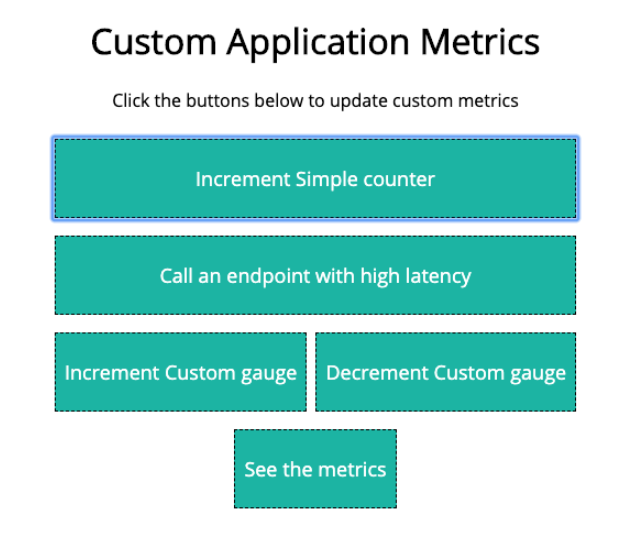 Custom Application Metrics
Click the buttons below to update custom metrics
Increment Simple counter
Call an endpoint with high latency
Increment Custom gauge
Decrement Custom gauge
See the metrics